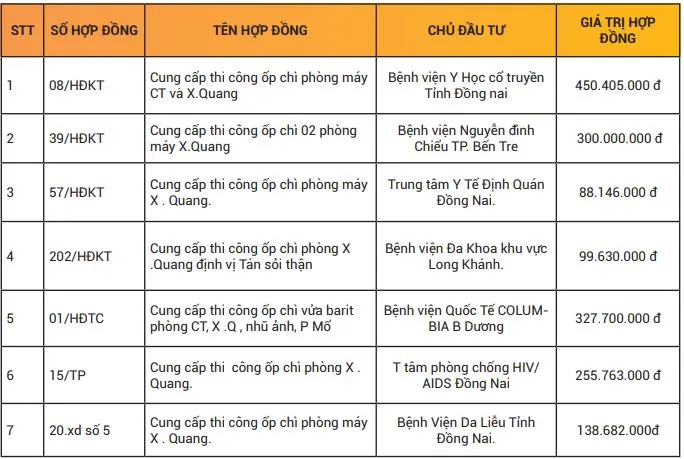 STT SỐ HỢP ĐỒNG TÊN HỢP ĐỒNG CHỦ ĐẦU TƯ GIÁ TRỊ HỢP
ĐỒNG
1 08/HĐKT Cung cấp thi công ốp chì phòng máy
CT và X.Quang Bệnh viện Y Học cổ truyền
Tỉnh Đồng nai 450.405.000 đ
2 39/HĐKT Cung cấp thi công ốp chì 02 phòng
máy X.Quang Bệnh viện Nguyễn đình
Chiểu TP. Bến Tre 300.000.000 đ
3 57/HĐKT Cung cấp thi công ốp chì phòng máy
X . Quang. Trung tâm Y Tế Định Quán
Đồng Nai. 88.146.000 đ
4 202/HĐKT Cung cấp thi công ốp chì phòng X
.Quang định vị Tán sỏi thận Bệnh viện Đa Khoa khu vực
Long Khánh. 99.630.000 đ
5 01/HĐTC Cung cấp thi công ốp chì vửa barit
phòng CT, X .Q , nhũ ảnh, P Mổ Bệnh viện Quốc Tế COLUM-
BIA B Dương 327.700.000 đ
6 15/TP Cung cấp thi công ốp chì phòng X .
Quang. T tâm phòng chống HIV/
AIDS Đồng Nai 255.763.000 đ
7 20.xd số 5 Cung cấp thi công ốp chì phòng máy
X . Quang. Bệnh Viện Da Liễu Tỉnh
Đồng Nai. 138.682.000đ